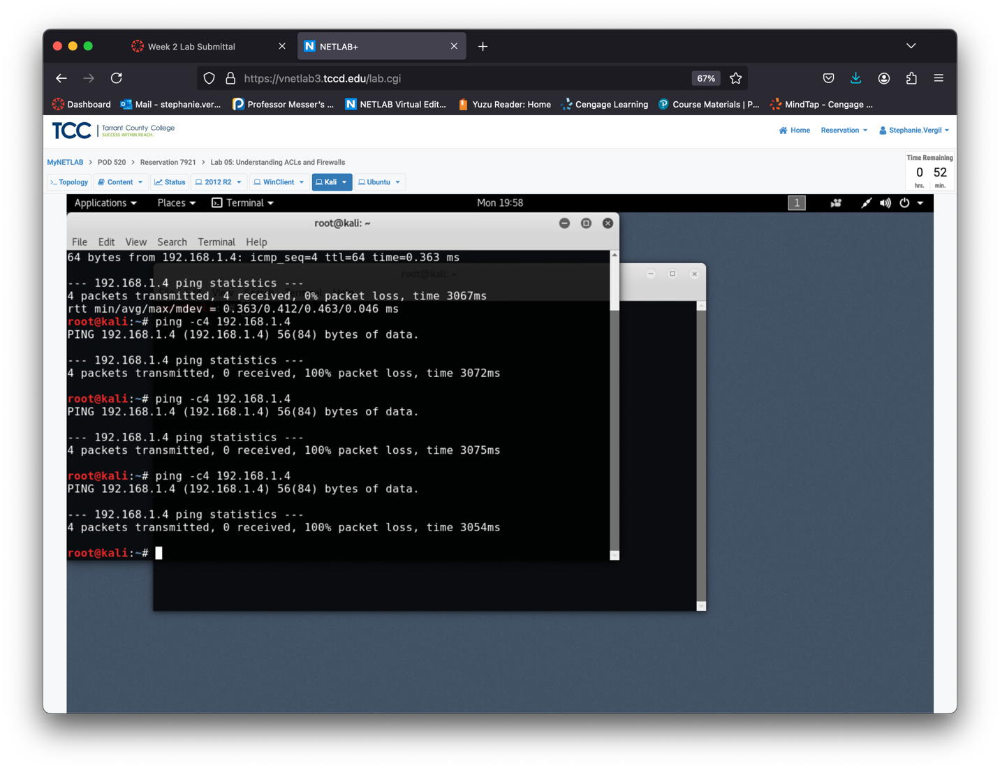 Week 2 Lab Submittal
NETLAB+
https://vnetlab3.tccd.edu/lab.cgi
67%
Dashboard
Mail - stephanie.ver...
Professor Messer's ...
NETLAB Virtual Edit...
Yuzu Reader: Home
Cengage Learning
Course Materials | P...
MindTap - Cengage ...
TCC
Tarrant County College
SUCCESS WITHIN REACH.
Home
Reservation
Stephanie.Vergil
MyNETLAB > POD 520 > Reservation 7921 > Lab 05: Understanding ACLs and Firewalls
Time Remaining
0 52
hrs. min.
>_ Topology
Content
Status
2012 R2
WinClient
Kali
Ubuntu
Applications
Places
Terminal
Mon 19:58
1
root@kali: ~
File Edit View Search Terminal Help
64 bytes from 192.168.1.4: icmp_seq=4 ttl=64 time=0.363 ms
root@kali: ~
--- 192.168.1.4 ping statistics ---
4 packets transmitted, 4 received, 0% packet loss, time 3067ms
rtt min/avg/max/mdev = 0.363/0.412/0.463/0.046 ms
root@kali:~# ping -c4 192.168.1.4
PING 192.168.1.4 (192.168.1.4) 56(84) bytes of data.
--- 192.168.1.4 ping statistics ---
4 packets transmitted, 0 received, 100% packet loss, time 3072ms
root@kali:~# ping -c4 192.168.1.4
PING 192.168.1.4 (192.168.1.4) 56(84) bytes of data.
--- 192.168.1.4 ping statistics ---
4 packets transmitted, 0 received, 100% packet loss, time 3075ms
root@kali:~# ping -c4 192.168.1.4
PING 192.168.1.4 (192.168.1.4) 56(84) bytes of data.
--- 192.168.1.4 ping statistics ---
4 packets transmitted, 0 received, 100% packet loss, time 3054ms
root@kali:~#